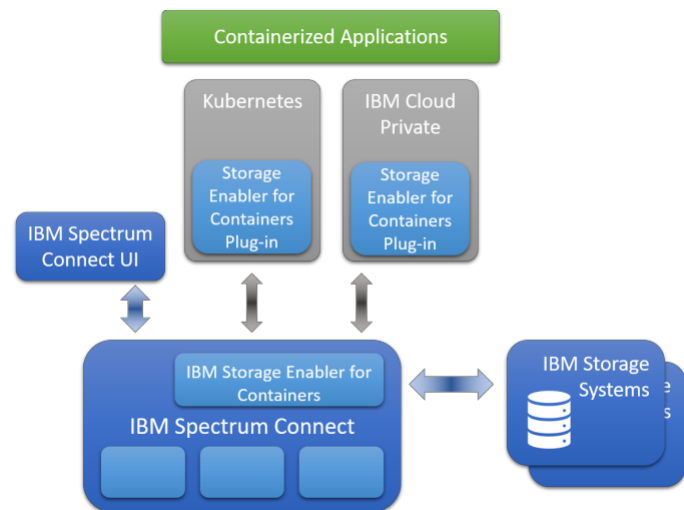 Containerized Applications
Kubernetes
Storage
Enabler for
Containers
Plug-in
IBM Cloud
Private
Storage
Enabler for
Containers
Plug-in
IBM Spectrum
Connect UI
IBM Storage Enabler for
Containers
IBM Spectrum Connect
IBM Storage
Systems
e
s